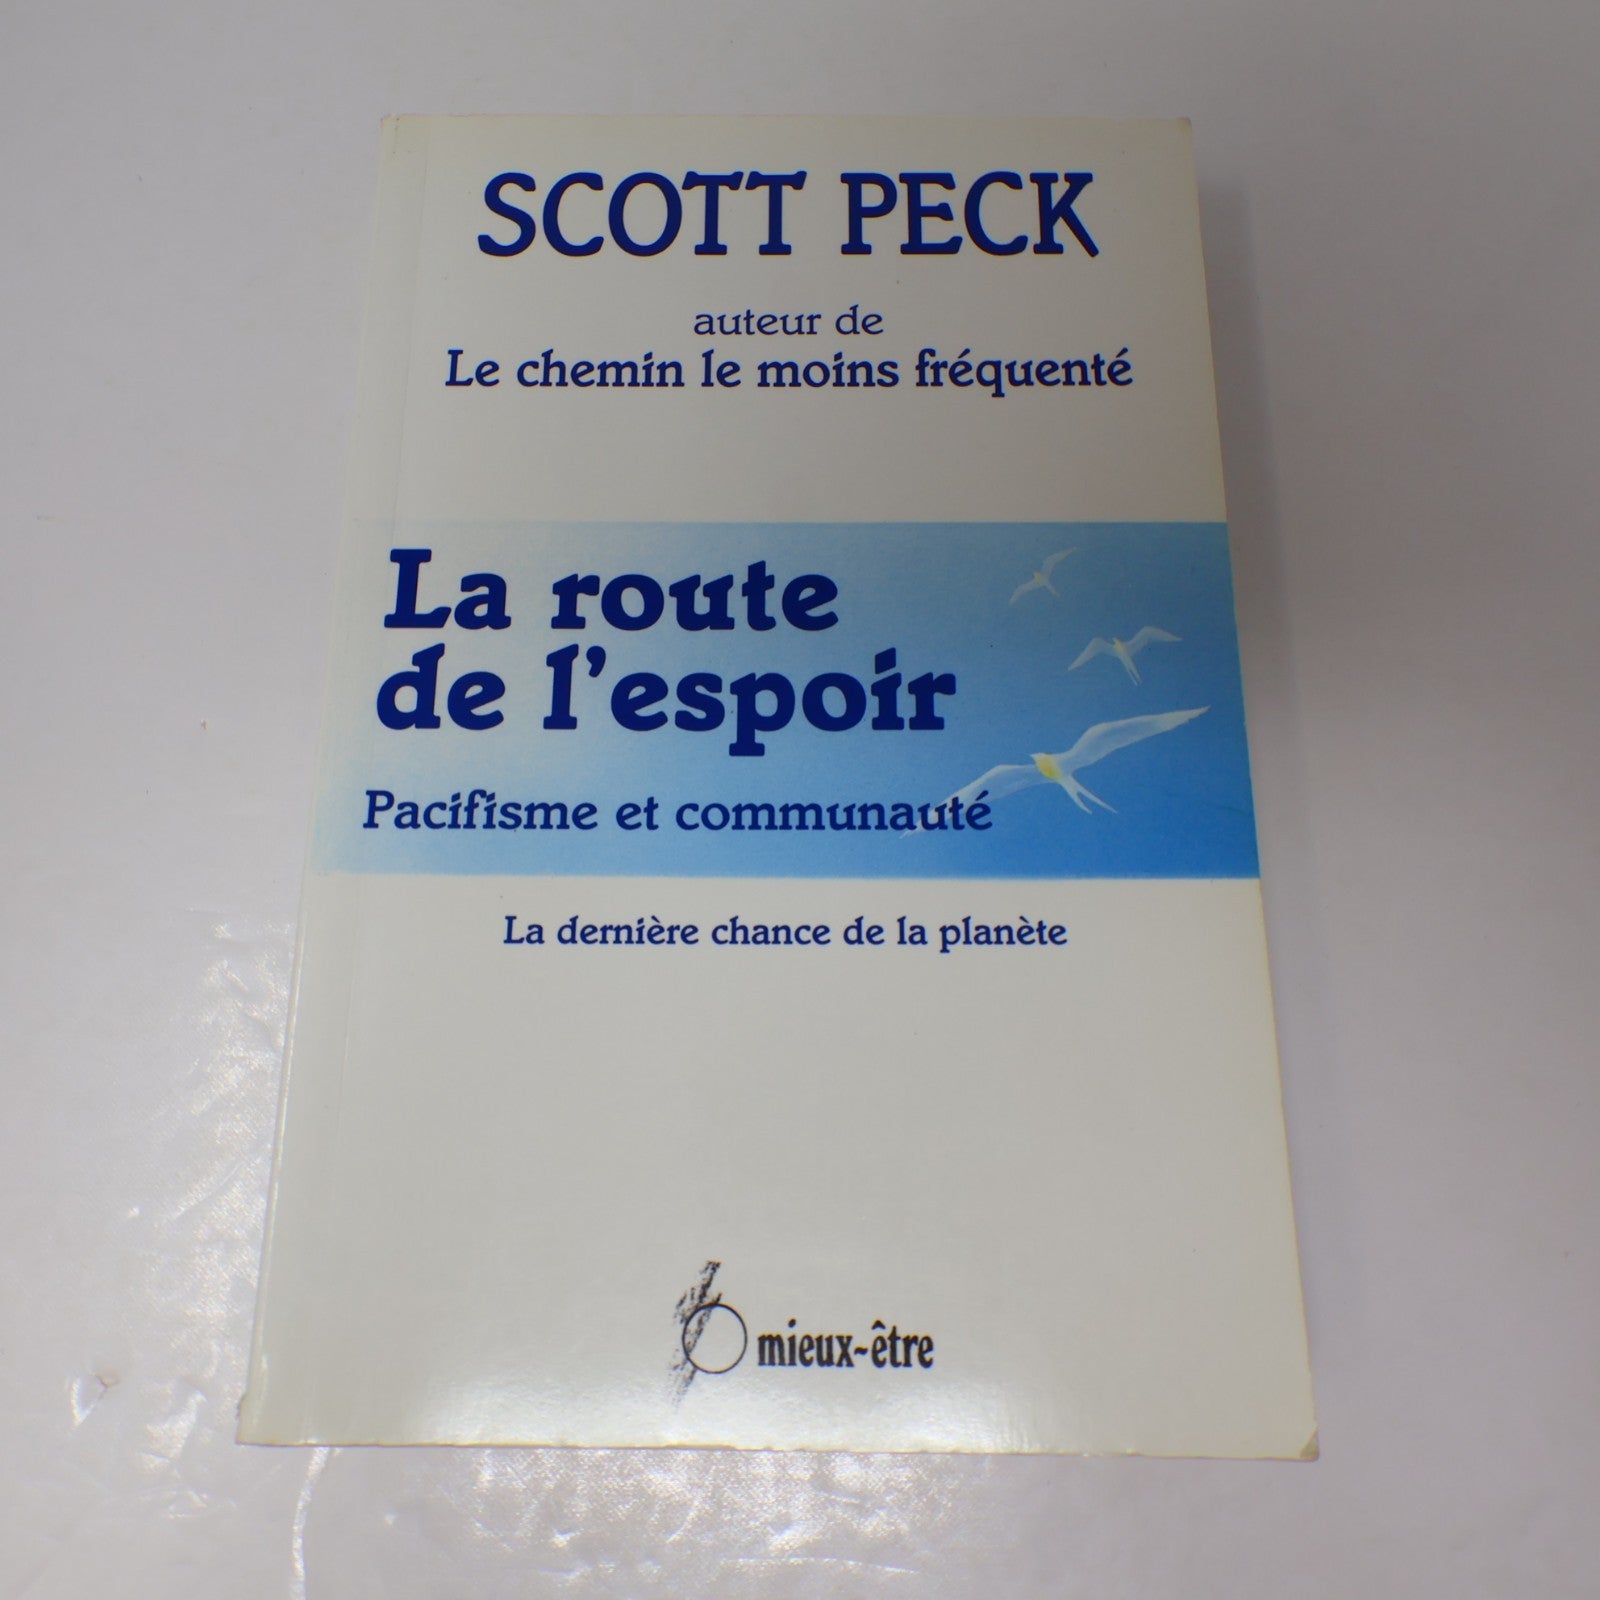 SCOTT PECK
auteur de
Le chemin le moins fréquenté
La route
de l'espoir
Pacifisme et communauté
La dernière chance de la planète
mieux-être